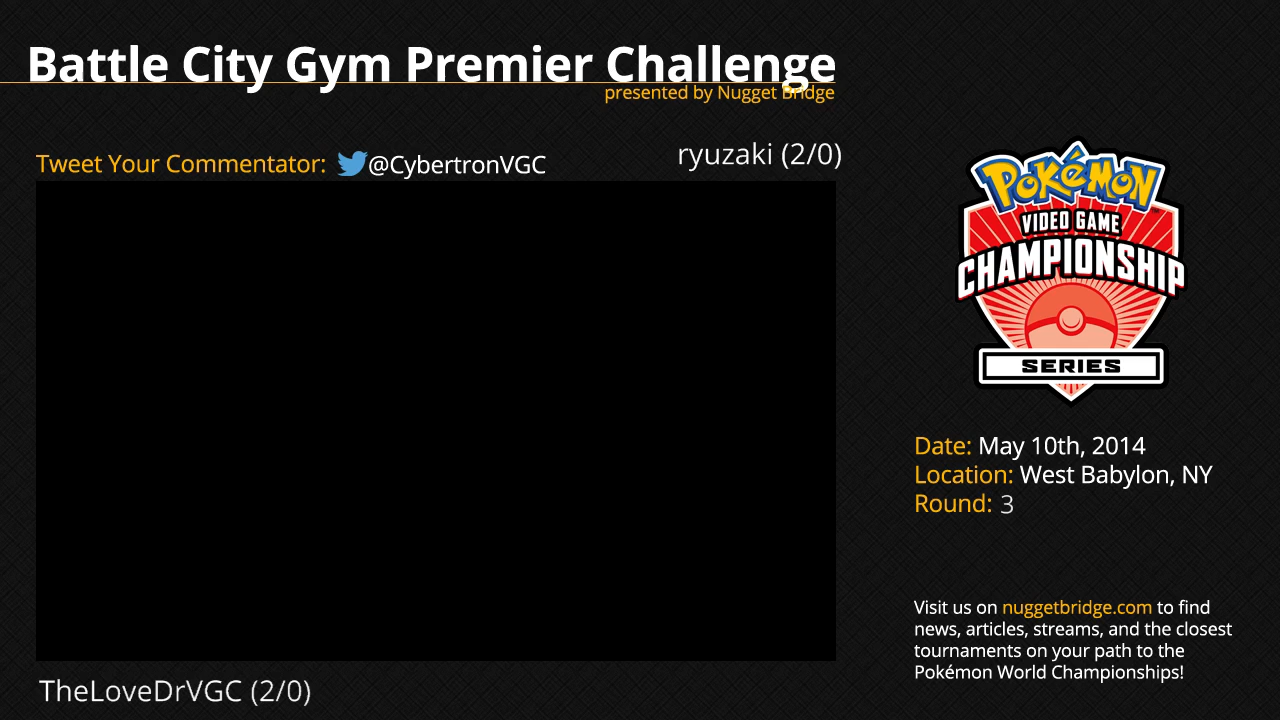 Battle City Gym Premier Challenge
presented by Nugget Bridge
Tweet Your Commentator: @CybertronVGC
ryuzaki (2/0)
POKéMON
VIDEO GAME
CHAMPIONSHIP
SERIES
Date: May 10th, 2014
Location: West Babylon, NY
Round: 3
Visit us on nuggetbridge.com to find
news, articles, streams, and the closest
tournaments on your path to the
Pokémon World Championships!
TheLoveDrVGC (2/0)